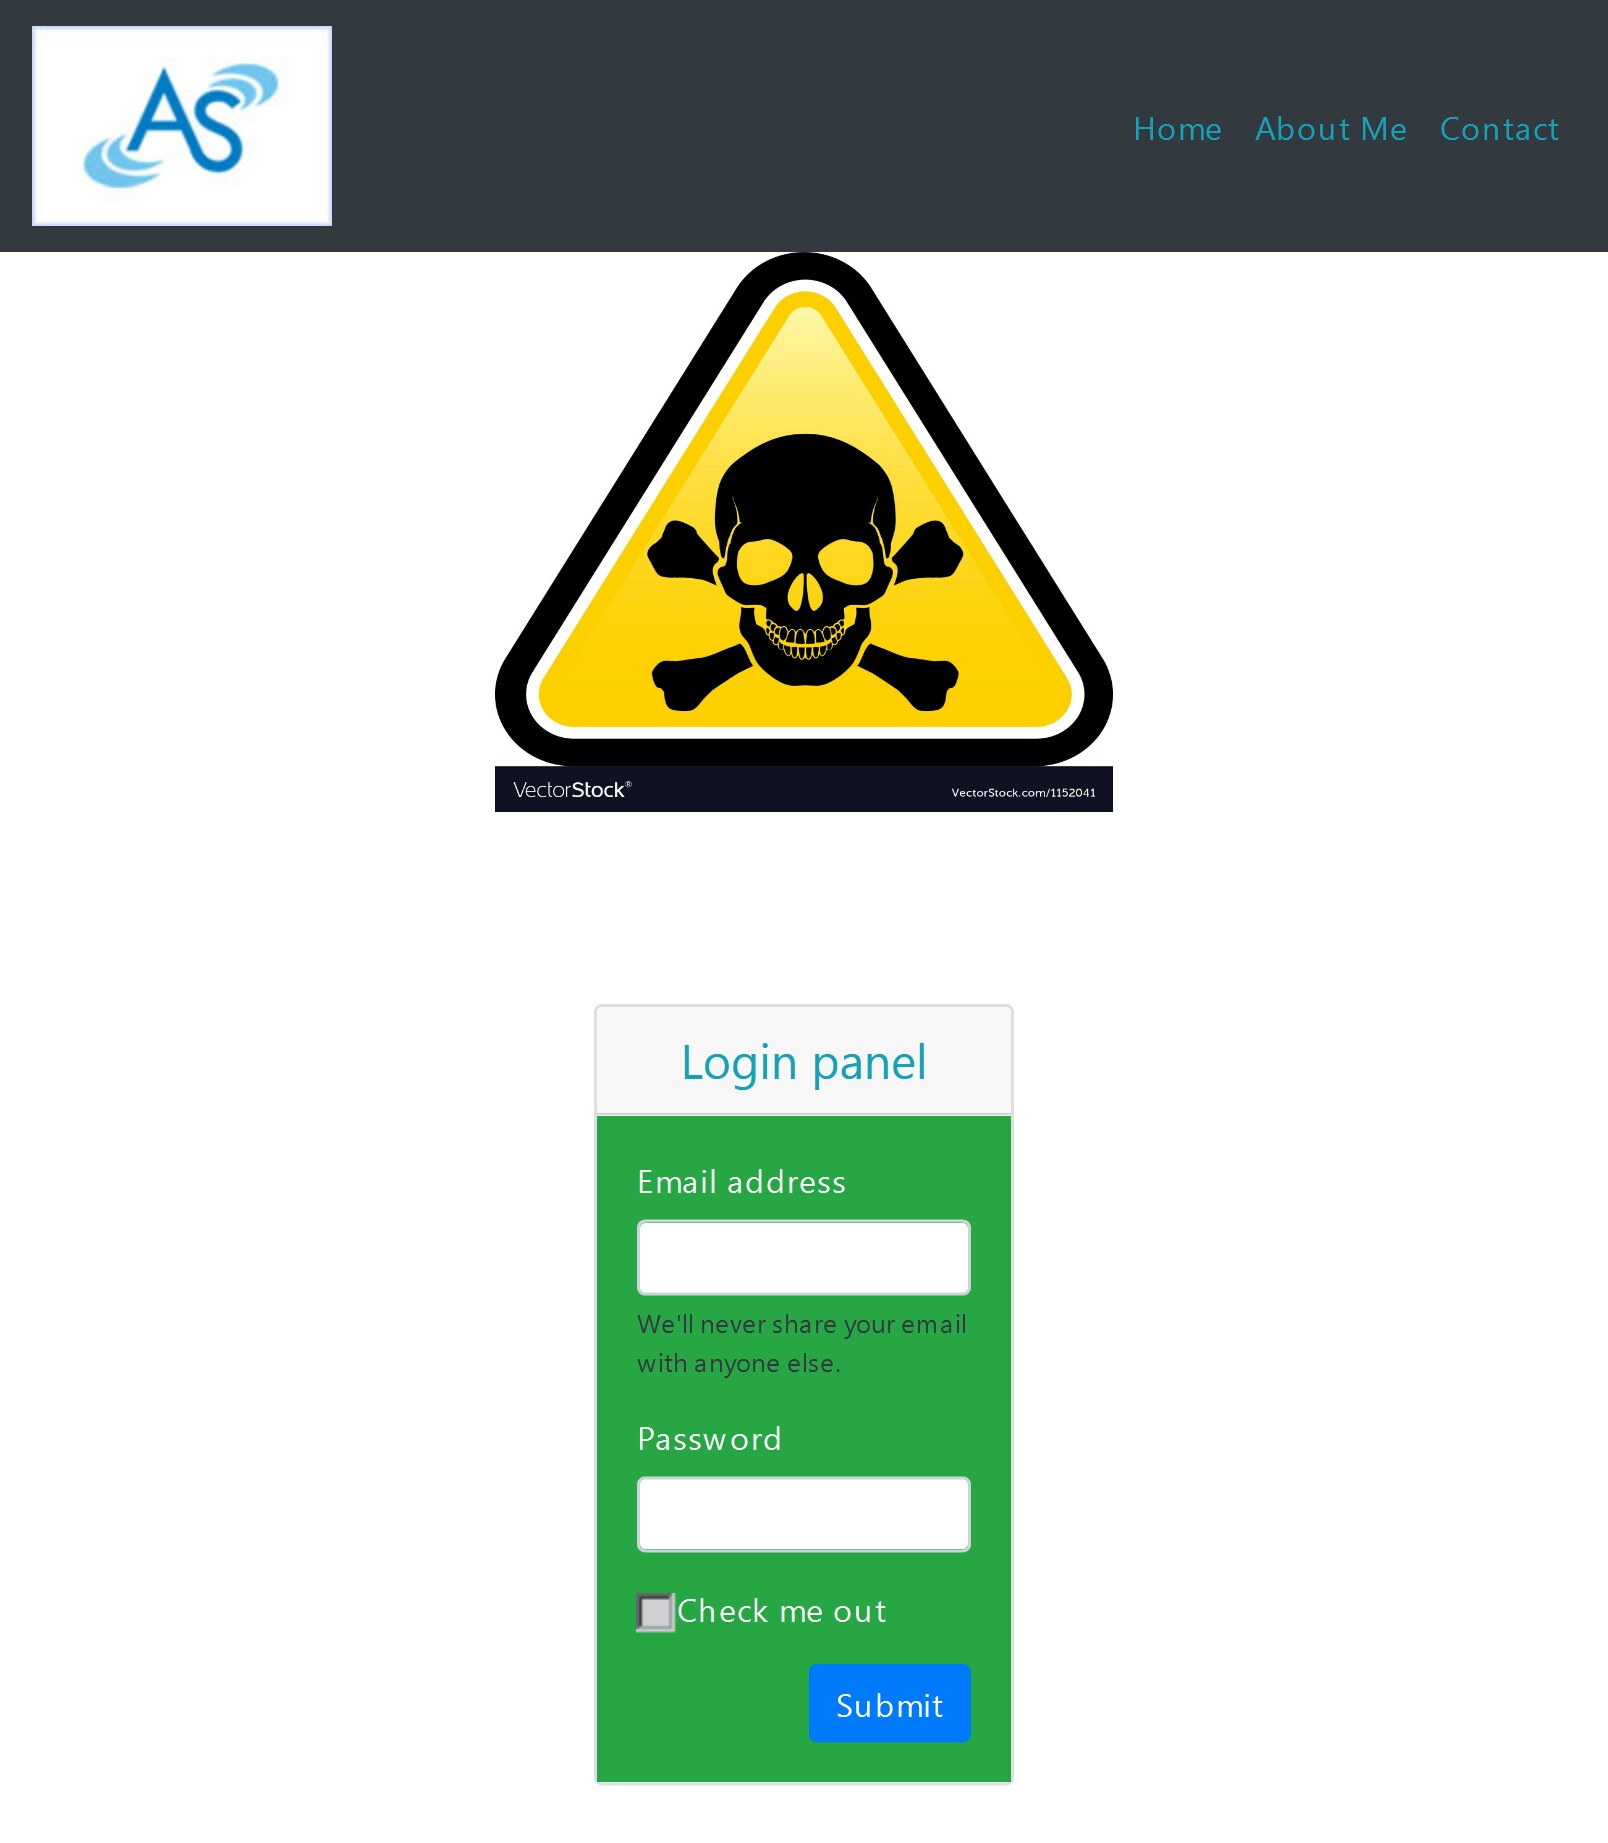 AS
Home About Me Contact
VectorStock®
VectorStock.com/1152041
Login panel
Email address
We'll never share your email
with anyone else.
Password
Check me out
Submit